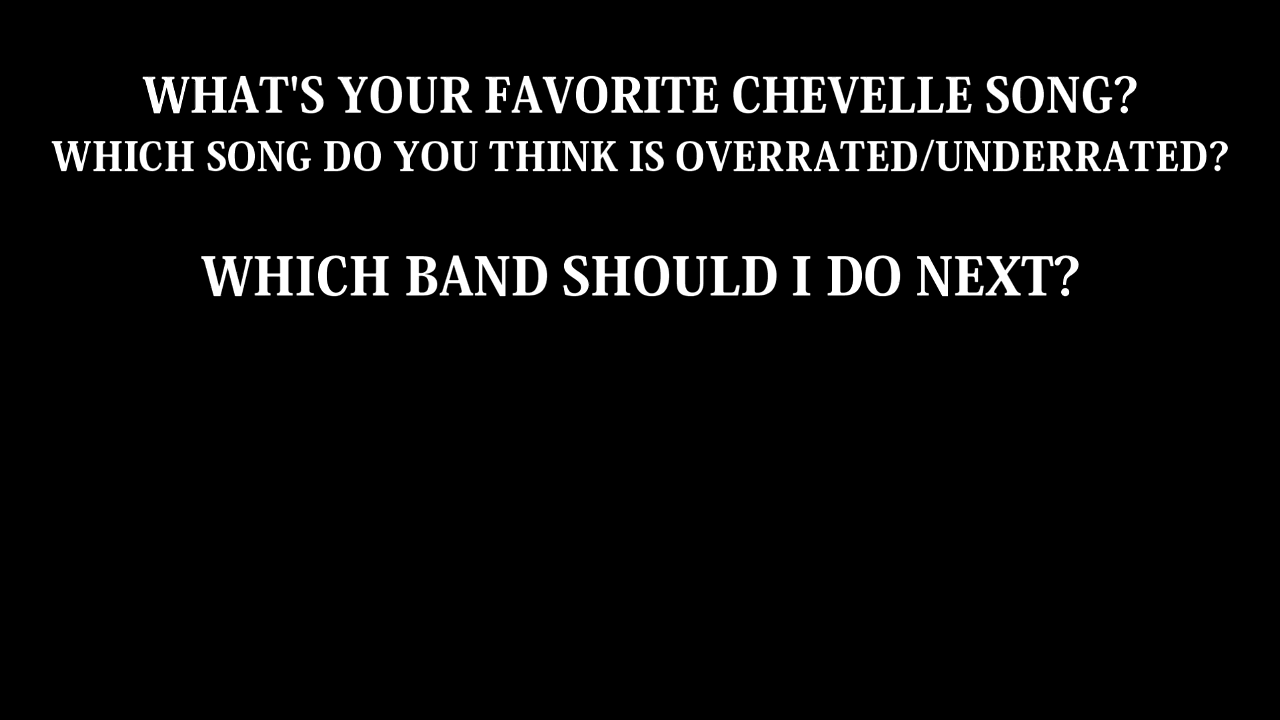 WHAT'S YOUR FAVORITE CHEVELLE SONG?
WHICH SONG DO YOU THINK IS OVERRATED/UNDERRATED?
WHICH BAND SHOULD I DO NEXT?